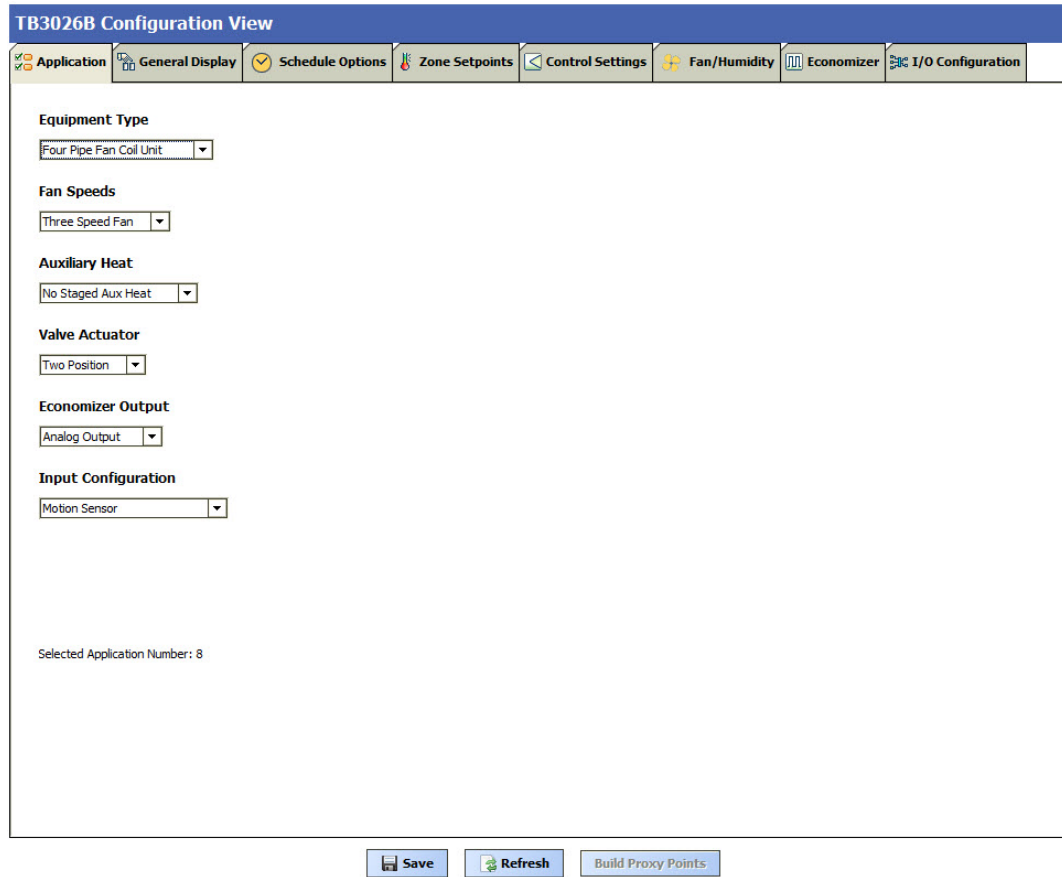 TB3026B Configuration View
Application General Display Schedule Options Zone Setpoints Control Settings Fan/Humidity Economizer I/O Configuration
Equipment Type
Four Pipe Fan Coil Unit
Fan Speeds
Three Speed Fan
Auxiliary Heat
No Staged Aux Heat
Valve Actuator
Two Position
Economizer Output
Analog Output
Input Configuration
Motion Sensor
Selected Application Number: 8
Save Refresh Build Proxy Points